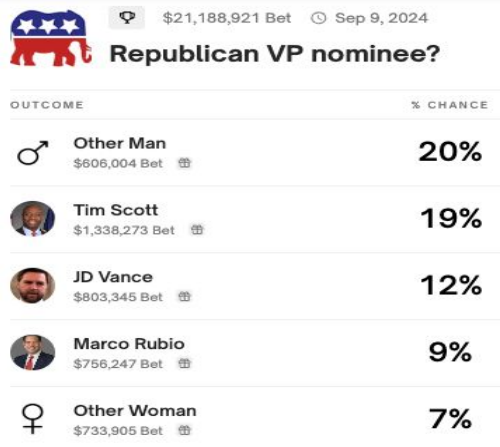 $21,188,921 Bet Sep 9, 2024
Republican VP nominee?
OUTCOME % CHANCE
Other Man
$606,004 Bet
20%
Tim Scott
$1,338,273 Bet
19%
JD Vance
$803,345 Bet
12%
Marco Rubio
$756,247 Bet
9%
Other Woman
$733,905 Bet
7%